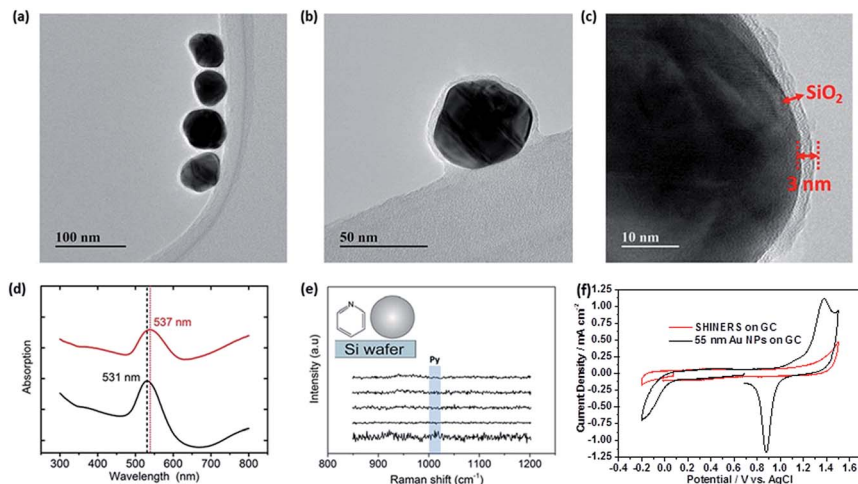 (a)
100 nm
(b)
50 nm
(c)
SiO2
3 nm
10 nm
(d)
Absorption
537 nm
531 nm
300 400 500 600 700 800
Wavelength (nm)
(e)
Intensity (a.u)
N
Si wafer
Py
900 1000 1100 1200
Raman shift (cm-1)
(f)
Current Density / mA cm-2
1.25
1.00
0.75
0.50
0.25
0.00
-0.25
-0.50
-0.75
-1.00
-1.25
SHINERS on GC
55 nm Au NPs on GC
-0.4 -0.2 0.0 0.2 0.4 0.6 0.8 1.0 1.2 1.4 1.6
Potential / V vs. AgCl